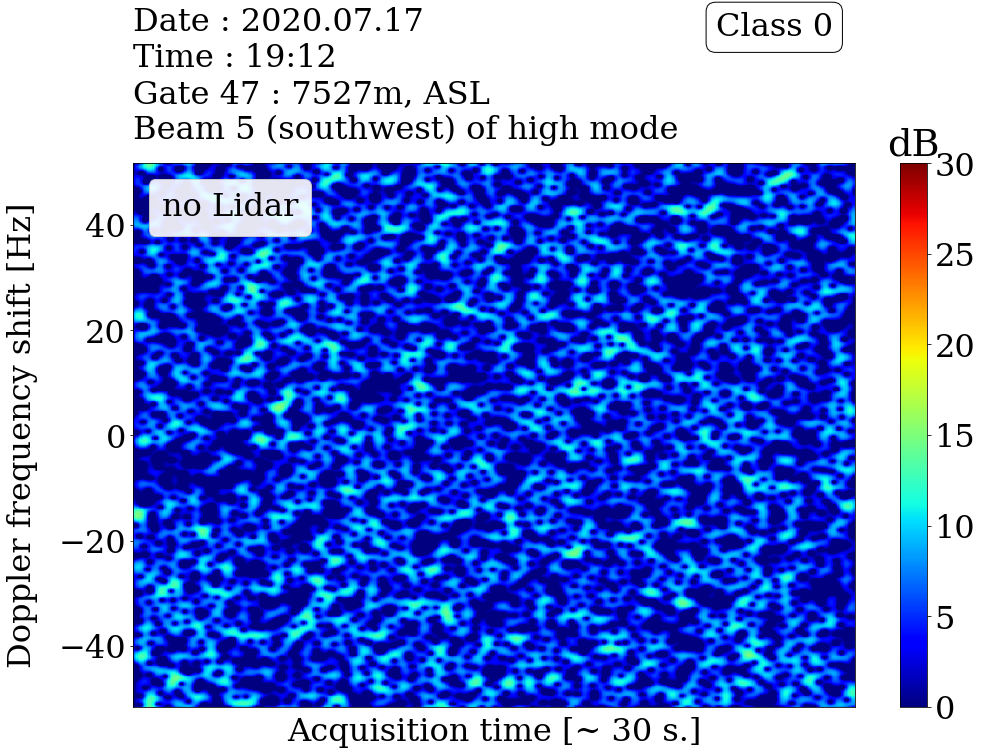 Date : 2020.07.17
Time : 19:12
Gate 47 : 7527m, ASL
Beam 5 (southwest) of high mode
Class 0
no Lidar
Doppler frequency shift [Hz]
40
20
0
−20
−40
Acquisition time [~ 30 s.]
dB
30
25
20
15
10
5
0